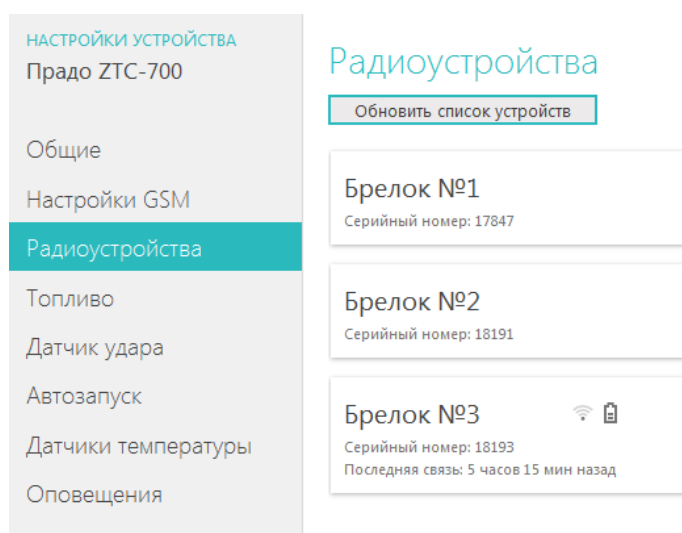 НАСТРОЙКИ УСТРОЙСТВА
Прадо ZTC-700
Общие
Настройки GSM
Радиоустройства
Топливо
Датчик удара
Автозапуск
Датчики температуры
Оповещения
Радиоустройства
Обновить список устройств
Брелок №1
Серийный номер: 17847
Брелок №2
Серийный номер: 18191
Брелок №3
Серийный номер: 18193
Последняя связь: 5 часов 15 мин назад